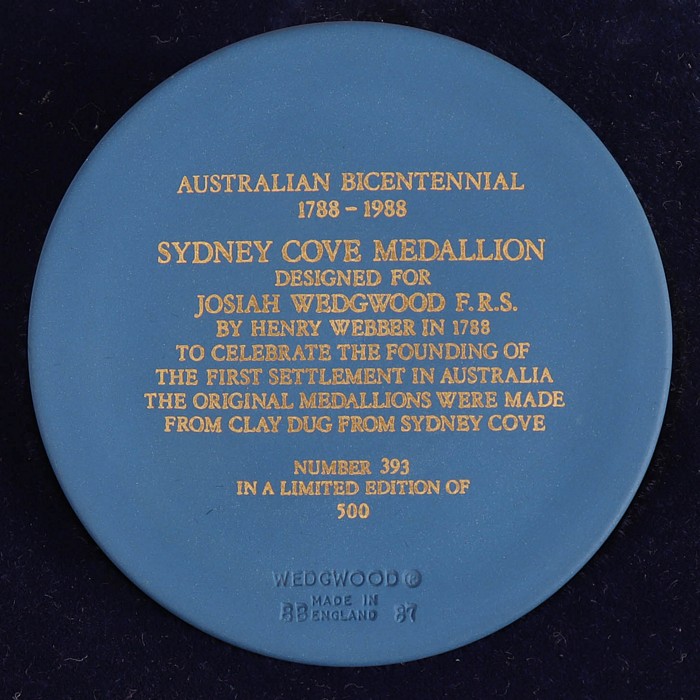 AUSTRALIAN BICENTENNIAL
1788 – 1988
SYDNEY COVE MEDALLION
DESIGNED FOR
JOSIAH WEDGWOOD F.R.S.
BY HENRY WEBBER IN 1788
TO CELEBRATE THE FOUNDING OF
THE FIRST SETTLEMENT IN AUSTRALIA
THE ORIGINAL MEDALLIONS WERE MADE
FROM CLAY DUG FROM SYDNEY COVE
NUMBER 393
IN A LIMITED EDITION OF
500
WEDGWOOD ®
MADE IN
BB ENGLAND 87